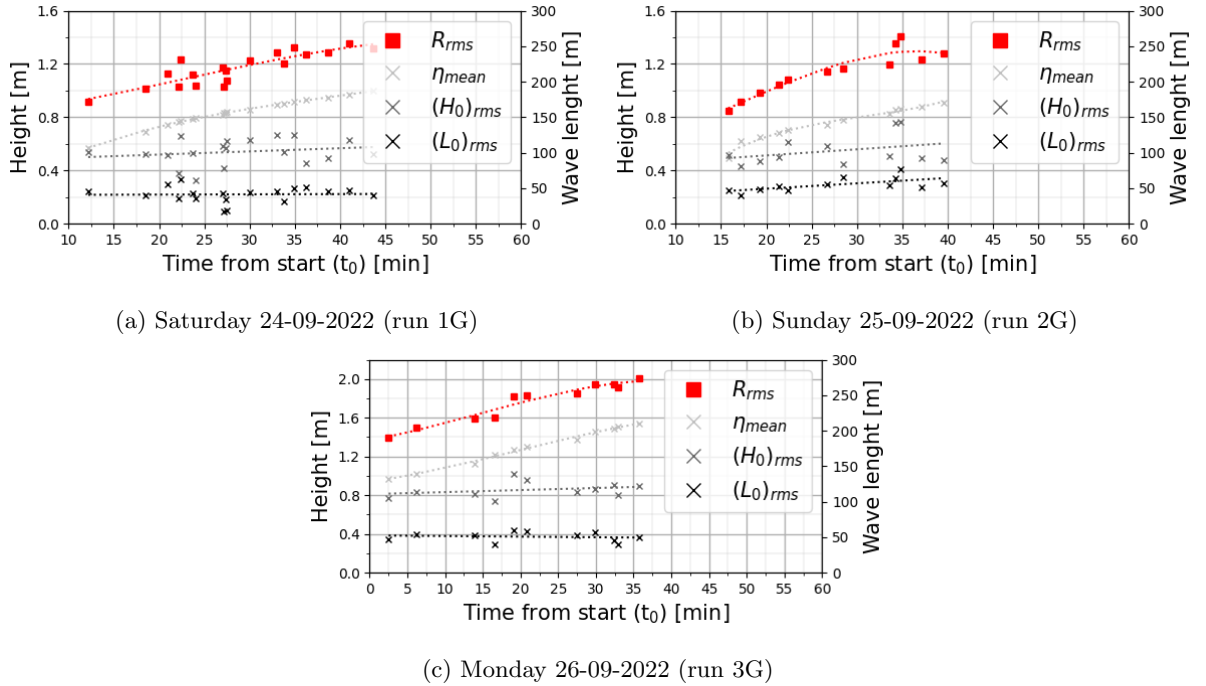 1.6
1.2
0.8
0.4
0.0
Height [m]
300
250
200
150
100
50
0
Wave lenght [m]
R_rms
η_mean
(H_0)_rms
(L_0)_rms
10 15 20 25 30 35 40 45 50 55 60
Time from start (t_0) [min]
(a) Saturday 24-09-2022 (run 1G)
1.6
1.2
0.8
0.4
0.0
Height [m]
300
250
200
150
100
50
0
Wave lenght [m]
R_rms
η_mean
(H_0)_rms
(L_0)_rms
10 15 20 25 30 35 40 45 50 55 60
Time from start (t_0) [min]
(b) Sunday 25-09-2022 (run 2G)
2.0
1.6
1.2
0.8
0.4
0.0
Height [m]
300
250
200
150
100
50
0
Wave lenght [m]
R_rms
η_mean
(H_0)_rms
(L_0)_rms
0 5 10 15 20 25 30 35 40 45 50 55 60
Time from start (t_0) [min]
(c) Monday 26-09-2022 (run 3G)